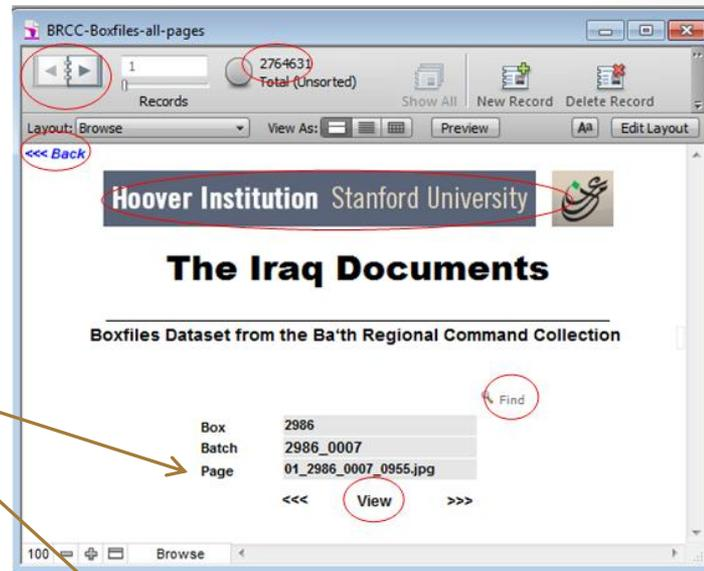 BRCC-Boxfiles-all-pages
1
2764631
Total (Unsorted)
Records
Show All
New Record
Delete Record
Layout: Browse
View As:
Preview
Aa
Edit Layout
<<< Back
Hoover Institution Stanford University
The Iraq Documents
Boxfiles Dataset from the Ba'th Regional Command Collection
Find
Box 2986
Batch 2986_0007
Page 01_2986_0007_0955.jpg
<<< View >>>
100
Browse